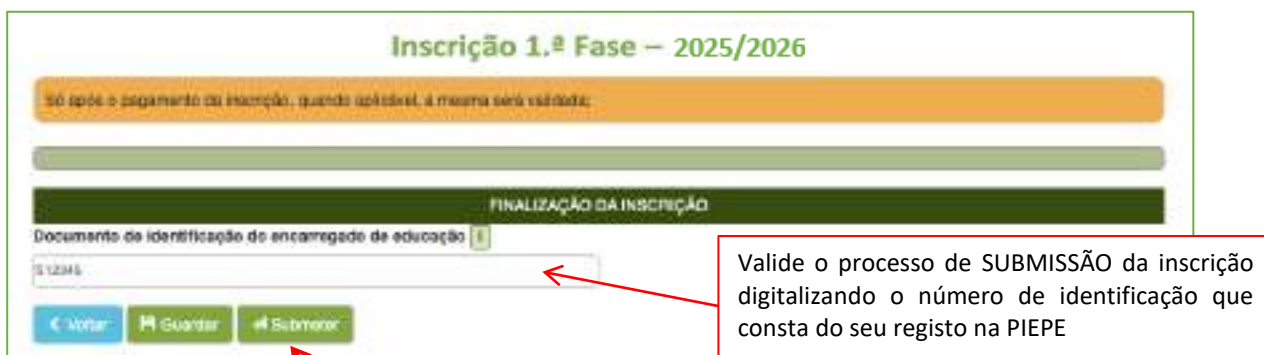 Inscrição 1.ª Fase – 2025/2026
Só após o pagamento da inscrição, quando aplicável, a mesma será validada;
FINALIZAÇÃO DA INSCRIÇÃO
Documento de identificação do encarregado de educação i
Valide o processo de SUBMISSÃO da inscrição
digitalizando o número de identificação que
consta do seu registo na PIEPE
Voltar Guardar Submeter